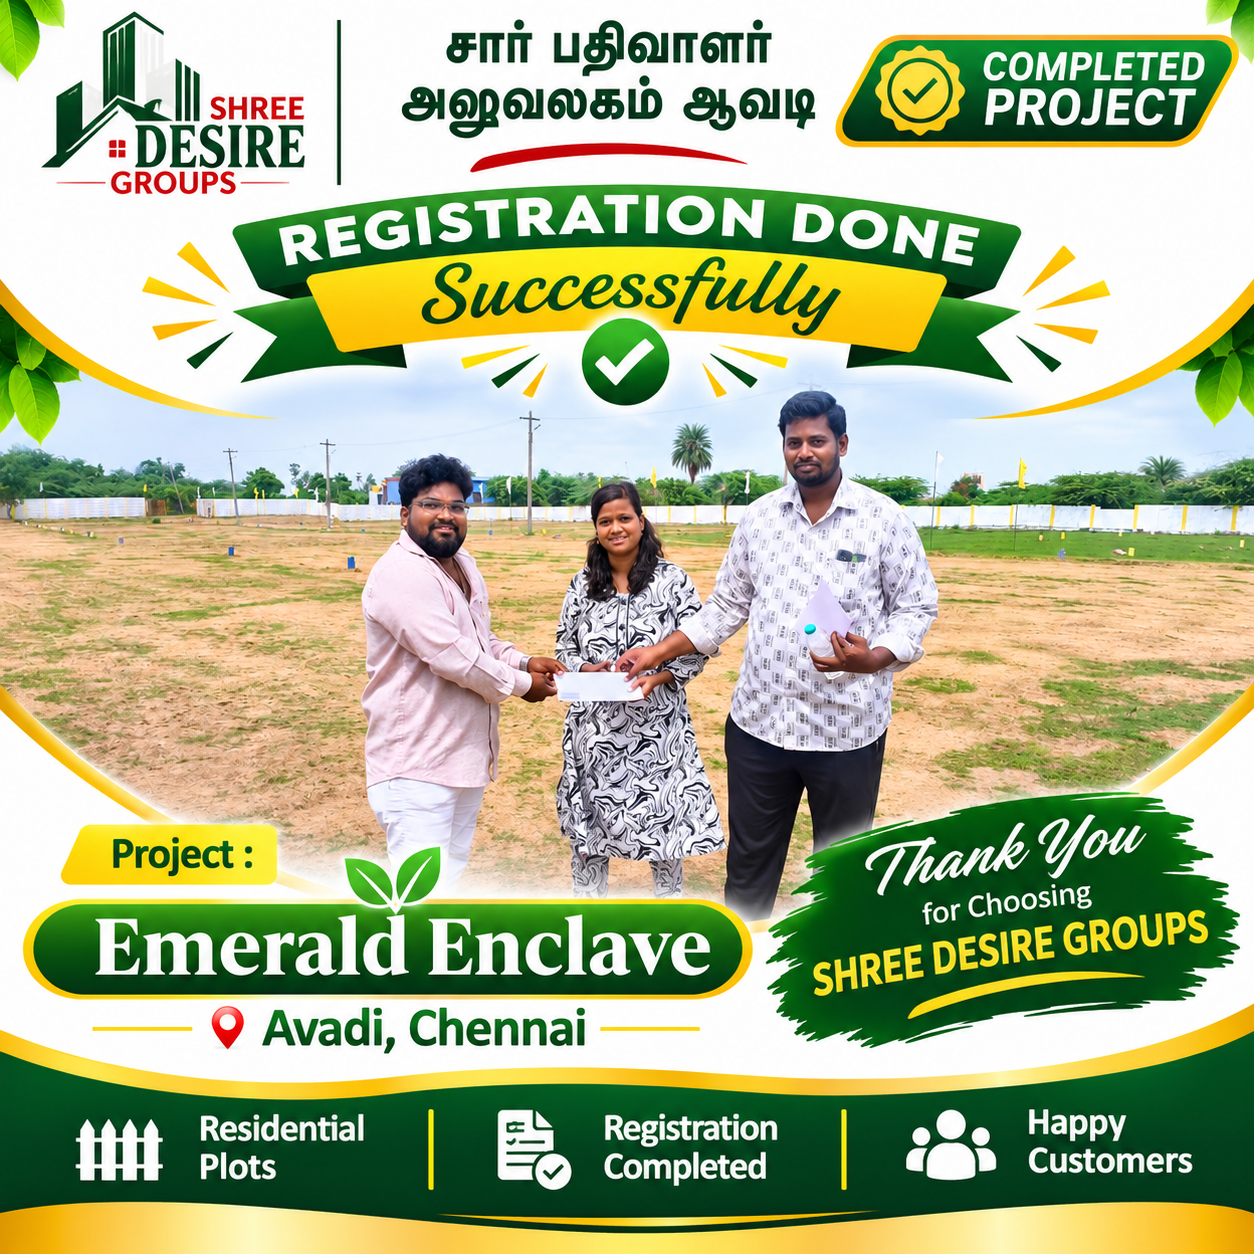 SHREE
DESIRE
GROUPS
சார் பதிவாளர்
அலுவலகம் ஆவடி
COMPLETED
PROJECT
REGISTRATION DONE
Successfully
Project :
Emerald Enclave
Avadi, Chennai
Thank You
for Choosing
SHREE DESIRE GROUPS
Residential
Plots
Registration
Completed
Happy
Customers